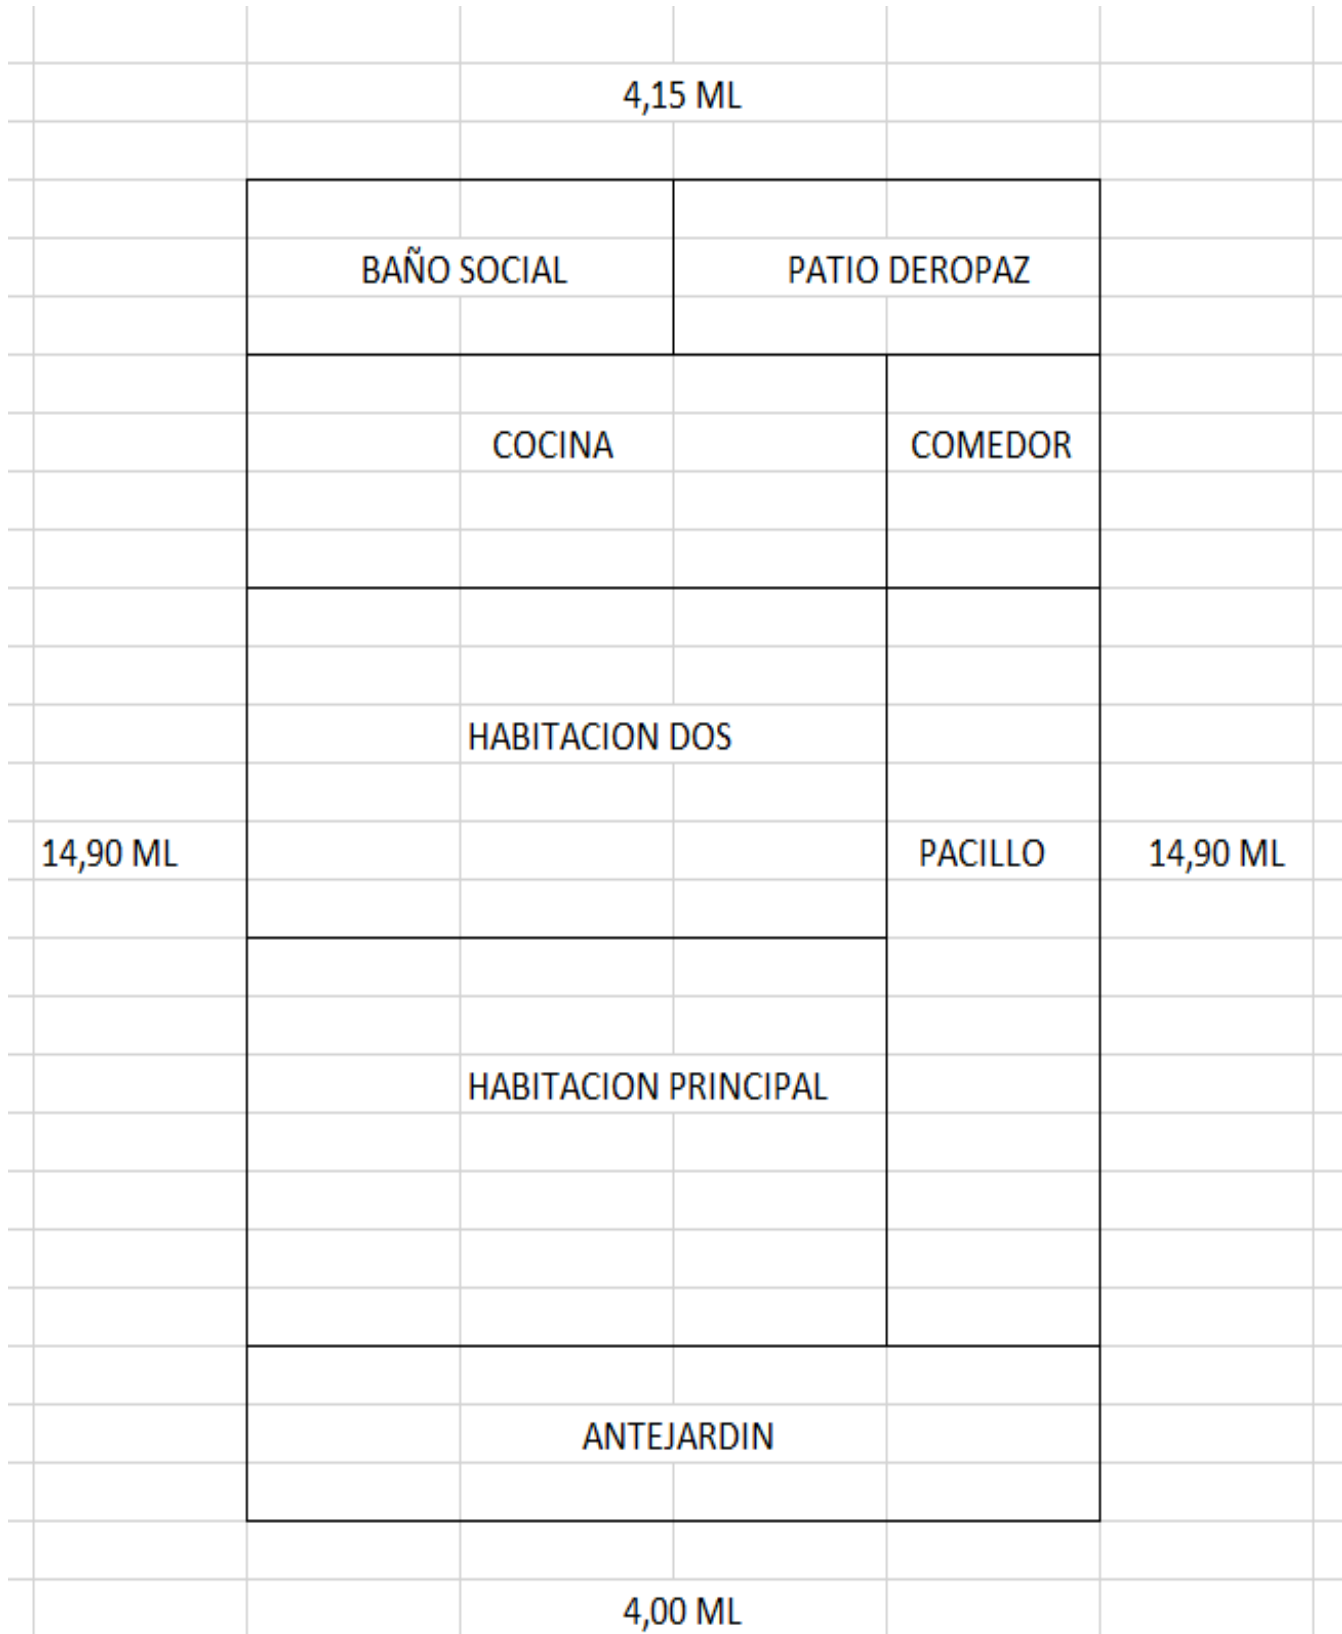 4,15 ML
BAÑO SOCIAL
PATIO DEROPAZ
COCINA
COMEDOR
HABITACION DOS
14,90 ML
PACILLO
14,90 ML
HABITACION PRINCIPAL
ANTEJARDIN
4,00 ML